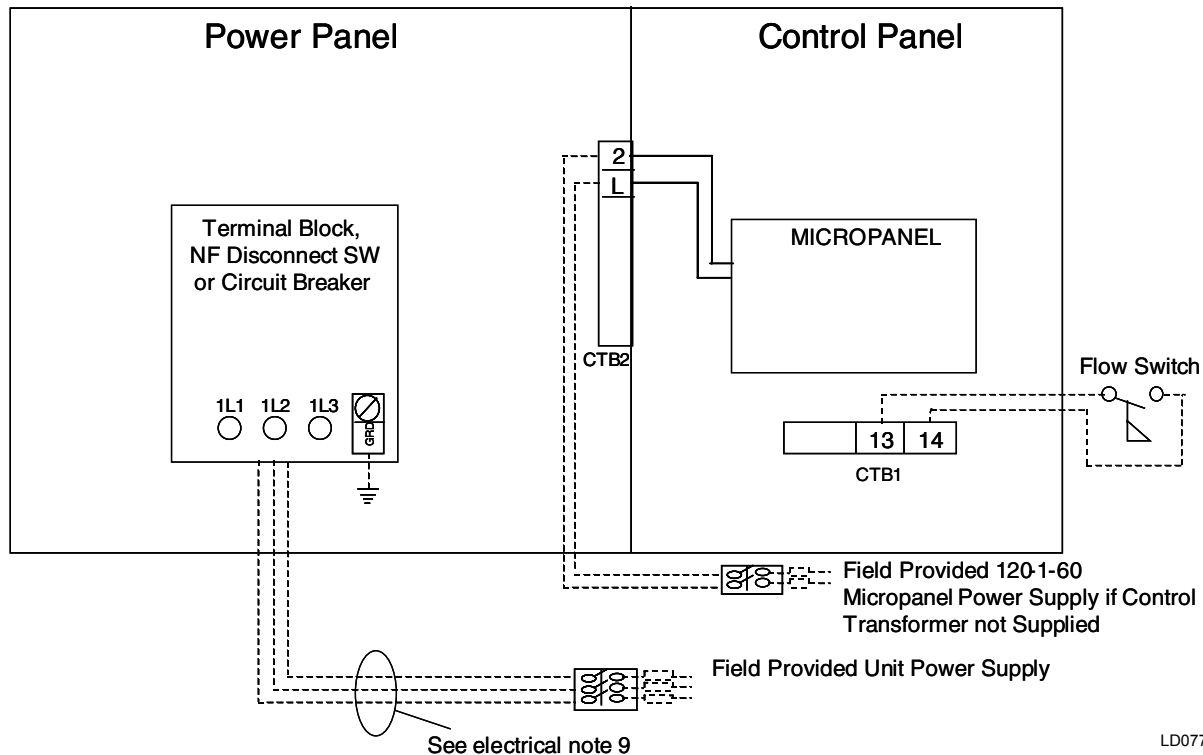 Power Panel
Control Panel
2
L
Terminal Block,
NF Disconnect SW
or Circuit Breaker
MICROPANEL
CTB2
Flow Switch
1L1 1L2 1L3
GRD
13 14
CTB1
Field Provided 120-1-60
Micropanel Power Supply if Control
Transformer not Supplied
Field Provided Unit Power Supply
See electrical note 9
LD077